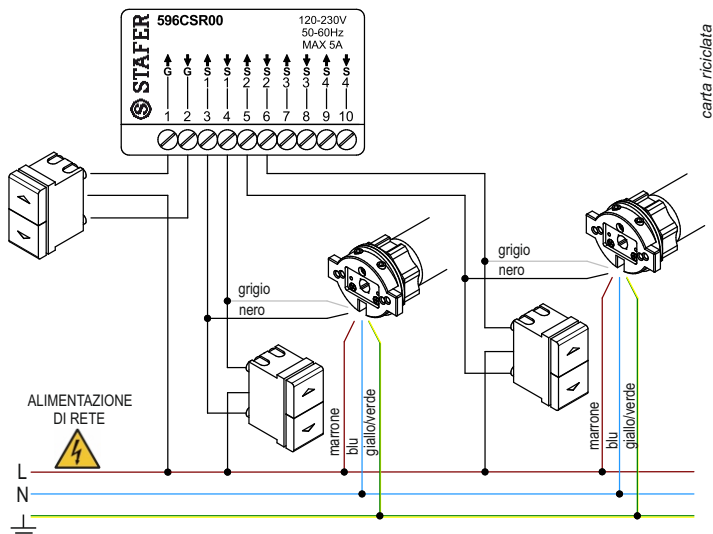 STAFER
596CSR00
120-230V
50-60Hz
MAX 5A
G G S S S S S S S S
1 1 2 2 3 3 4 4
1 2 3 4 5 6 7 8 9 10
carta riciclata
grigio
nero
grigio
nero
marrone
blu
giallo/verde
marrone
blu
giallo/verde
ALIMENTAZIONE
DI RETE
L
N